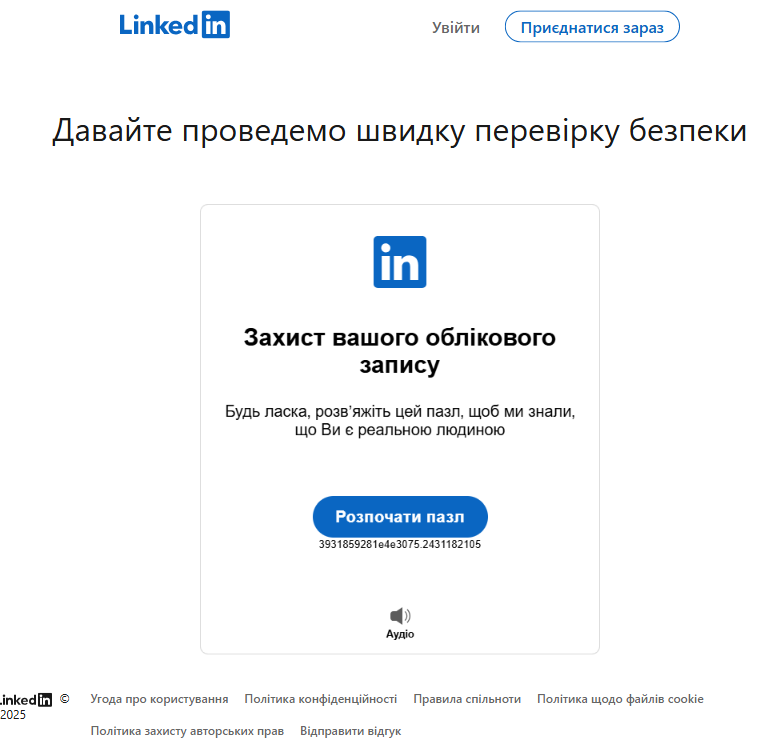 Linkedin
Увійти
Приєднатися зараз
Давайте проведемо швидку перевірку безпеки
in
Захист вашого облікового
запису
Будь ласка, розв'яжіть цей пазл, щоб ми знали,
що Ви є реальною людиною
Розпочати пазл
3931859281e4e3075.2431182105
Аудіо
Linkedin ©
2025
Угода про користування
Політика конфіденційності
Правила спільноти
Політика щодо файлів cookie
Політика захисту авторських прав
Відправити відгук